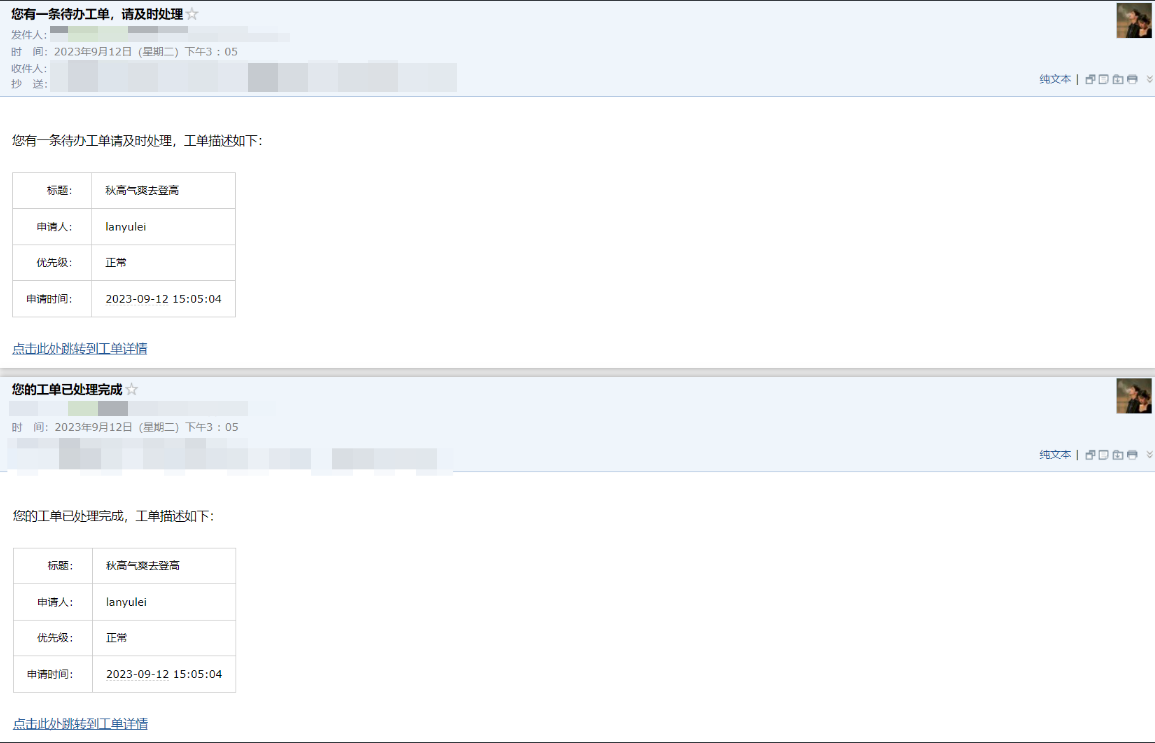 您有一条待办工单，请及时处理☆
发件人：
时 间：2023年9月12日（星期二）下午3：05
收件人：
抄 送：
纯文本 |
您有一条待办工单请及时处理，工单描述如下：
标题： 秋高气爽去登高
申请人： lanyulei
优先级： 正常
申请时间： 2023-09-12 15:05:04
点击此处跳转到工单详情
您的工单已处理完成☆
时 间：2023年9月12日（星期二）下午3：05
纯文本 |
您的工单已处理完成，工单描述如下：
标题： 秋高气爽去登高
申请人： lanyulei
优先级： 正常
申请时间： 2023-09-12 15:05:04
点击此处跳转到工单详情